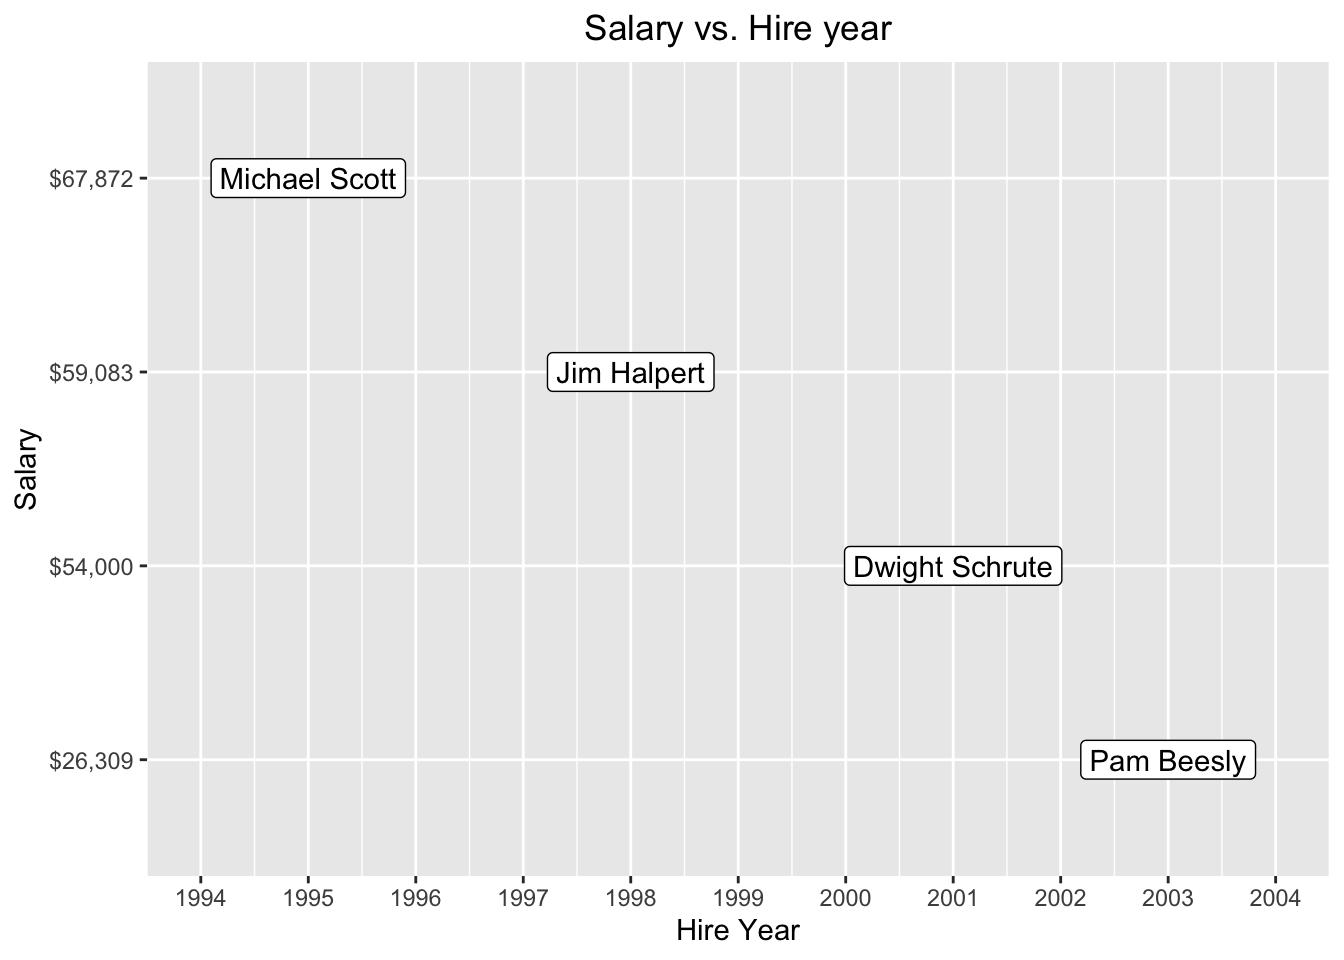 Salary vs. Hire year
Salary
$67,872
Michael Scott
$59,083
Jim Halpert
$54,000
Dwight Schrute
$26,309
Pam Beesly
1994 1995 1996 1997 1998 1999 2000 2001 2002 2003 2004
Hire Year